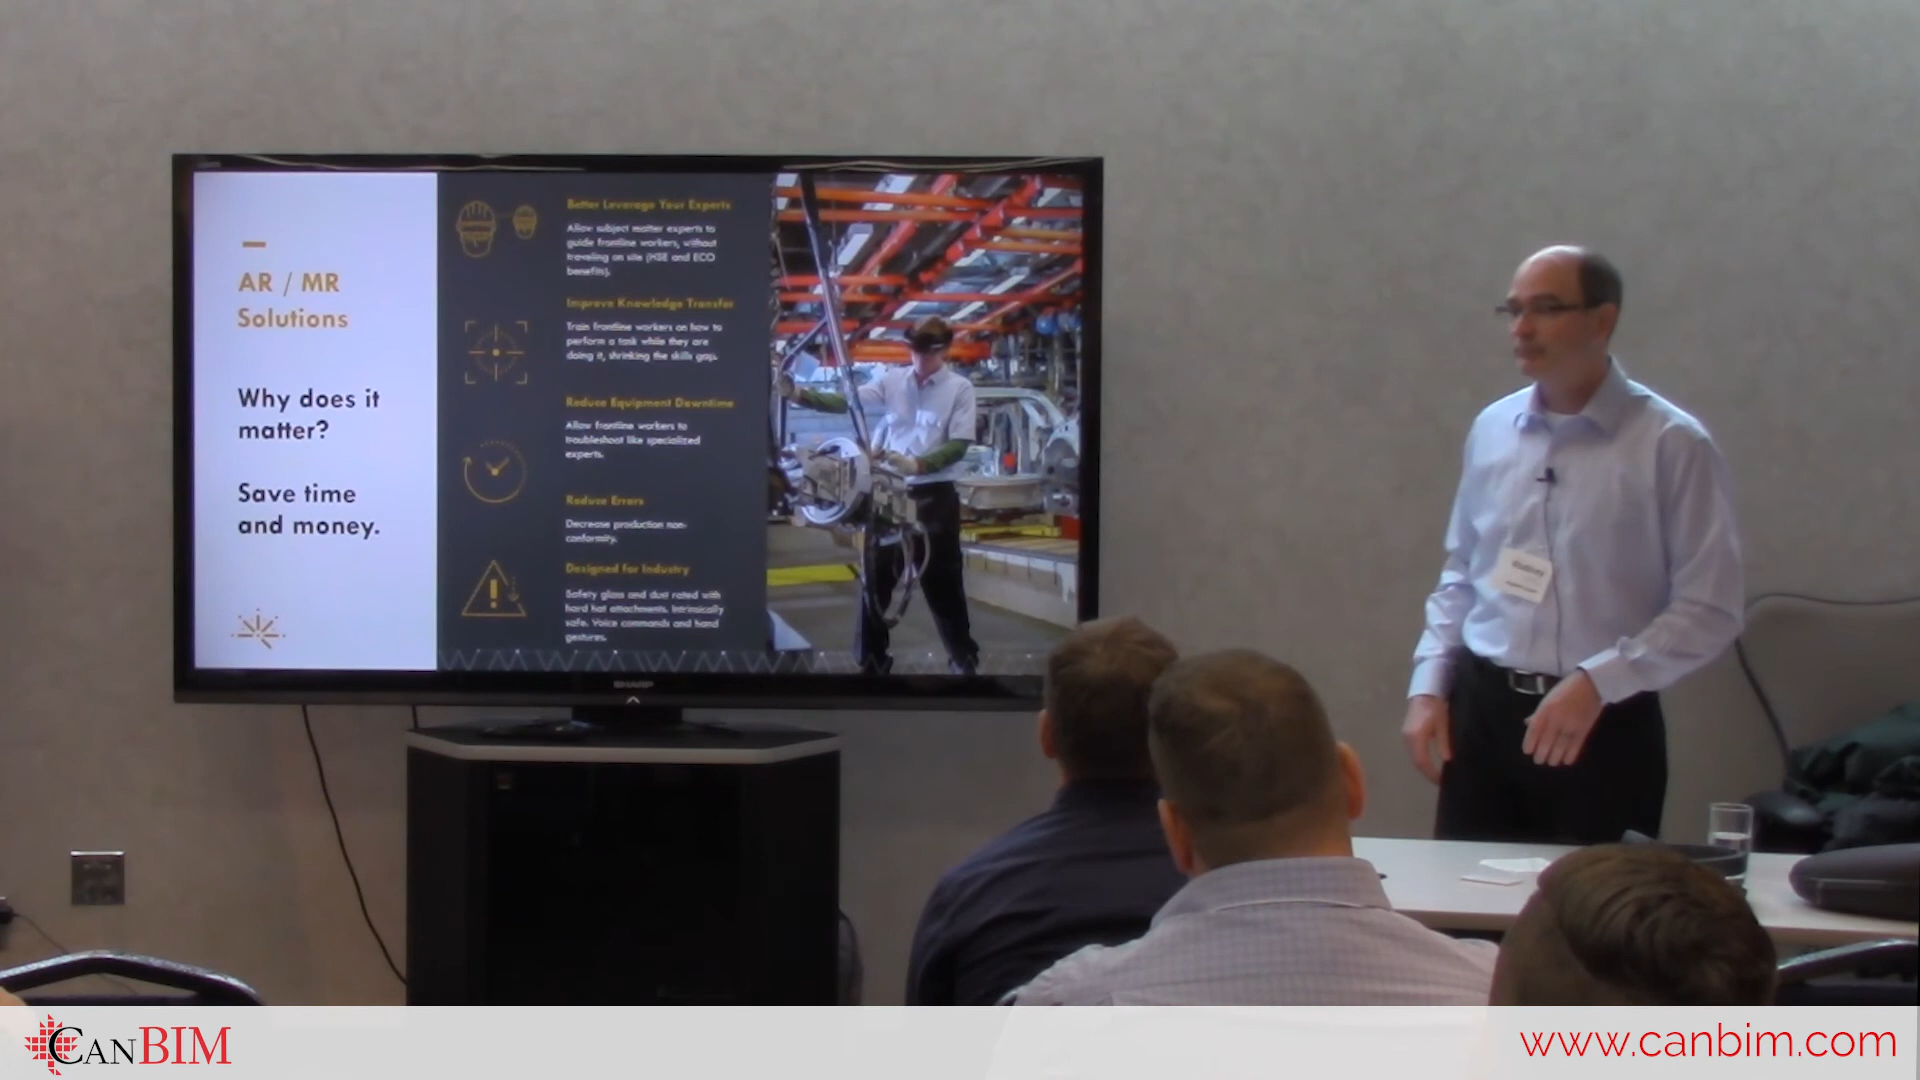 AR / MR
Solutions
Why does it
matter?
Save time
and money.
Better Leverage Your Experts
Allow subject matter experts to
guide frontline workers, without
traveling on site (HSE and ECO
benefits).
Improve Knowledge Transfer
Train frontline workers on how to
perform a task while they are
doing it, shrinking the skills gap.
Reduce Equipment Downtime
Allow frontline workers to
troubleshoot like specialized
experts.
Reduce Errors
Decrease production non-
conformity.
Designed for Industry
Safety glass and dust rated with
hard hat attachments. Intrinsically
safe. Voice commands and hand
gestures.
SHARP
CanBIM
www.canbim.com